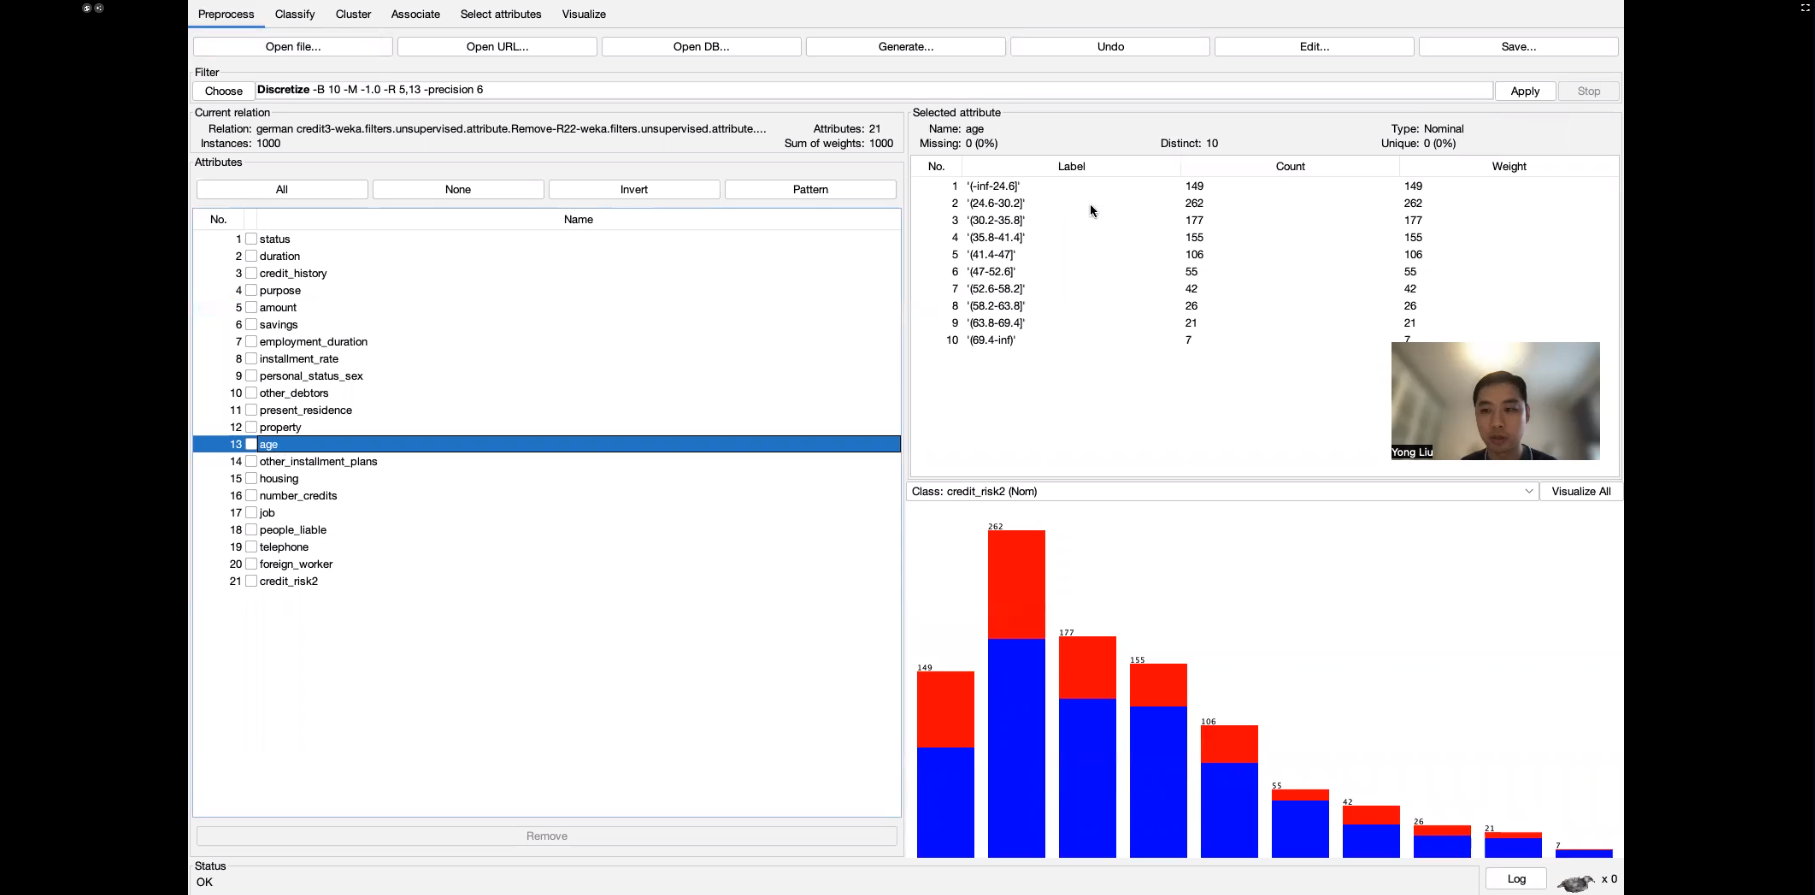 Preprocess Classify Cluster Associate Select attributes Visualize
Open file... Open URL... Open DB... Generate... Undo Edit... Save...
Filter
Choose Discretize -B 10 -M -1.0 -R 5,13 -precision 6 Apply Stop
Current relation
Relation: german credit3-weka.filters.unsupervised.attribute.Remove-R22-weka.filters.unsupervised.attribute.... Attributes: 21
Instances: 1000 Sum of weights: 1000
Attributes
All None Invert Pattern
No. Name
1 status
2 duration
3 credit_history
4 purpose
5 amount
6 savings
7 employment_duration
8 installment_rate
9 personal_status_sex
10 other_debtors
11 present_residence
12 property
13 age
14 other_installment_plans
15 housing
16 number_credits
17 job
18 people_liable
19 telephone
20 foreign_worker
21 credit_risk2
Remove
Selected attribute
Name: age Type: Nominal
Missing: 0 (0%) Distinct: 10 Unique: 0 (0%)
No. Label Count Weight
1 '(-inf-24.6]' 149 149
2 '(24.6-30.2]' 262 262
3 '(30.2-35.8]' 177 177
4 '(35.8-41.4]' 155 155
5 '(41.4-47]' 106 106
6 '(47-52.6]' 55 55
7 '(52.6-58.2]' 42 42
8 '(58.2-63.8]' 26 26
9 '(63.8-69.4]' 21 21
10 '(69.4-inf)' 7 7
Yong Liu
Class: credit_risk2 (Nom) Visualize All
149 262 177 155 106 55 42 26 21 7
Status
OK
Log x 0